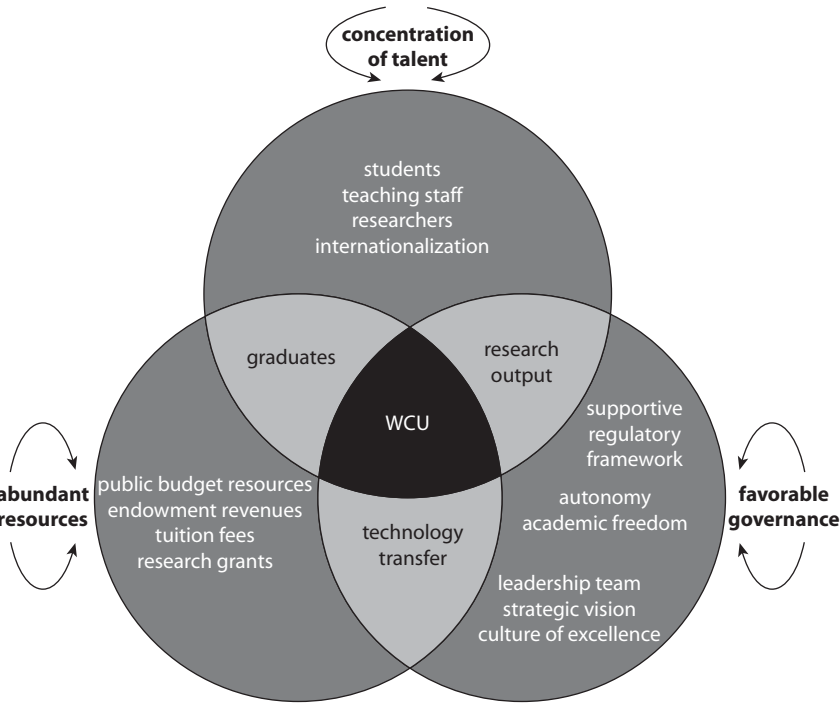 concentration
of talent
students
teaching staff
researchers
internationalization
graduates
research
output
WCU
supportive
regulatory
framework
abundant
resources
public budget resources
endowment revenues
tuition fees
research grants
autonomy
academic freedom
favorable
governance
technology
transfer
leadership team
strategic vision
culture of excellence